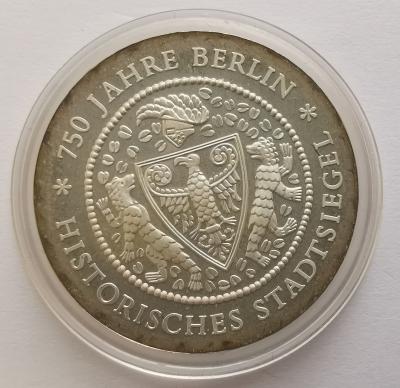 * 750 JAHRE BERLIN *
HISTORISCHES STADTSIEGEL